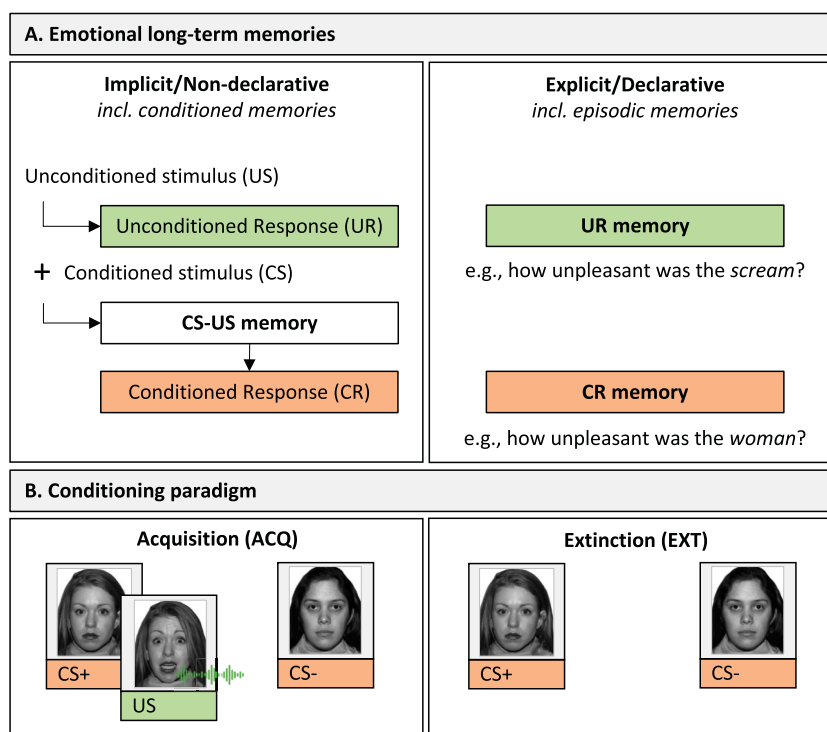 A. Emotional long-term memories
Implicit/Non-declarative
incl. conditioned memories
Unconditioned stimulus (US)
Unconditioned Response (UR)
+ Conditioned stimulus (CS)
CS-US memory
Conditioned Response (CR)
Explicit/Declarative
incl. episodic memories
UR memory
e.g., how unpleasant was the scream?
CR memory
e.g., how unpleasant was the woman?
B. Conditioning paradigm
Acquisition (ACQ)
CS+
US
CS-
Extinction (EXT)
CS+
CS-